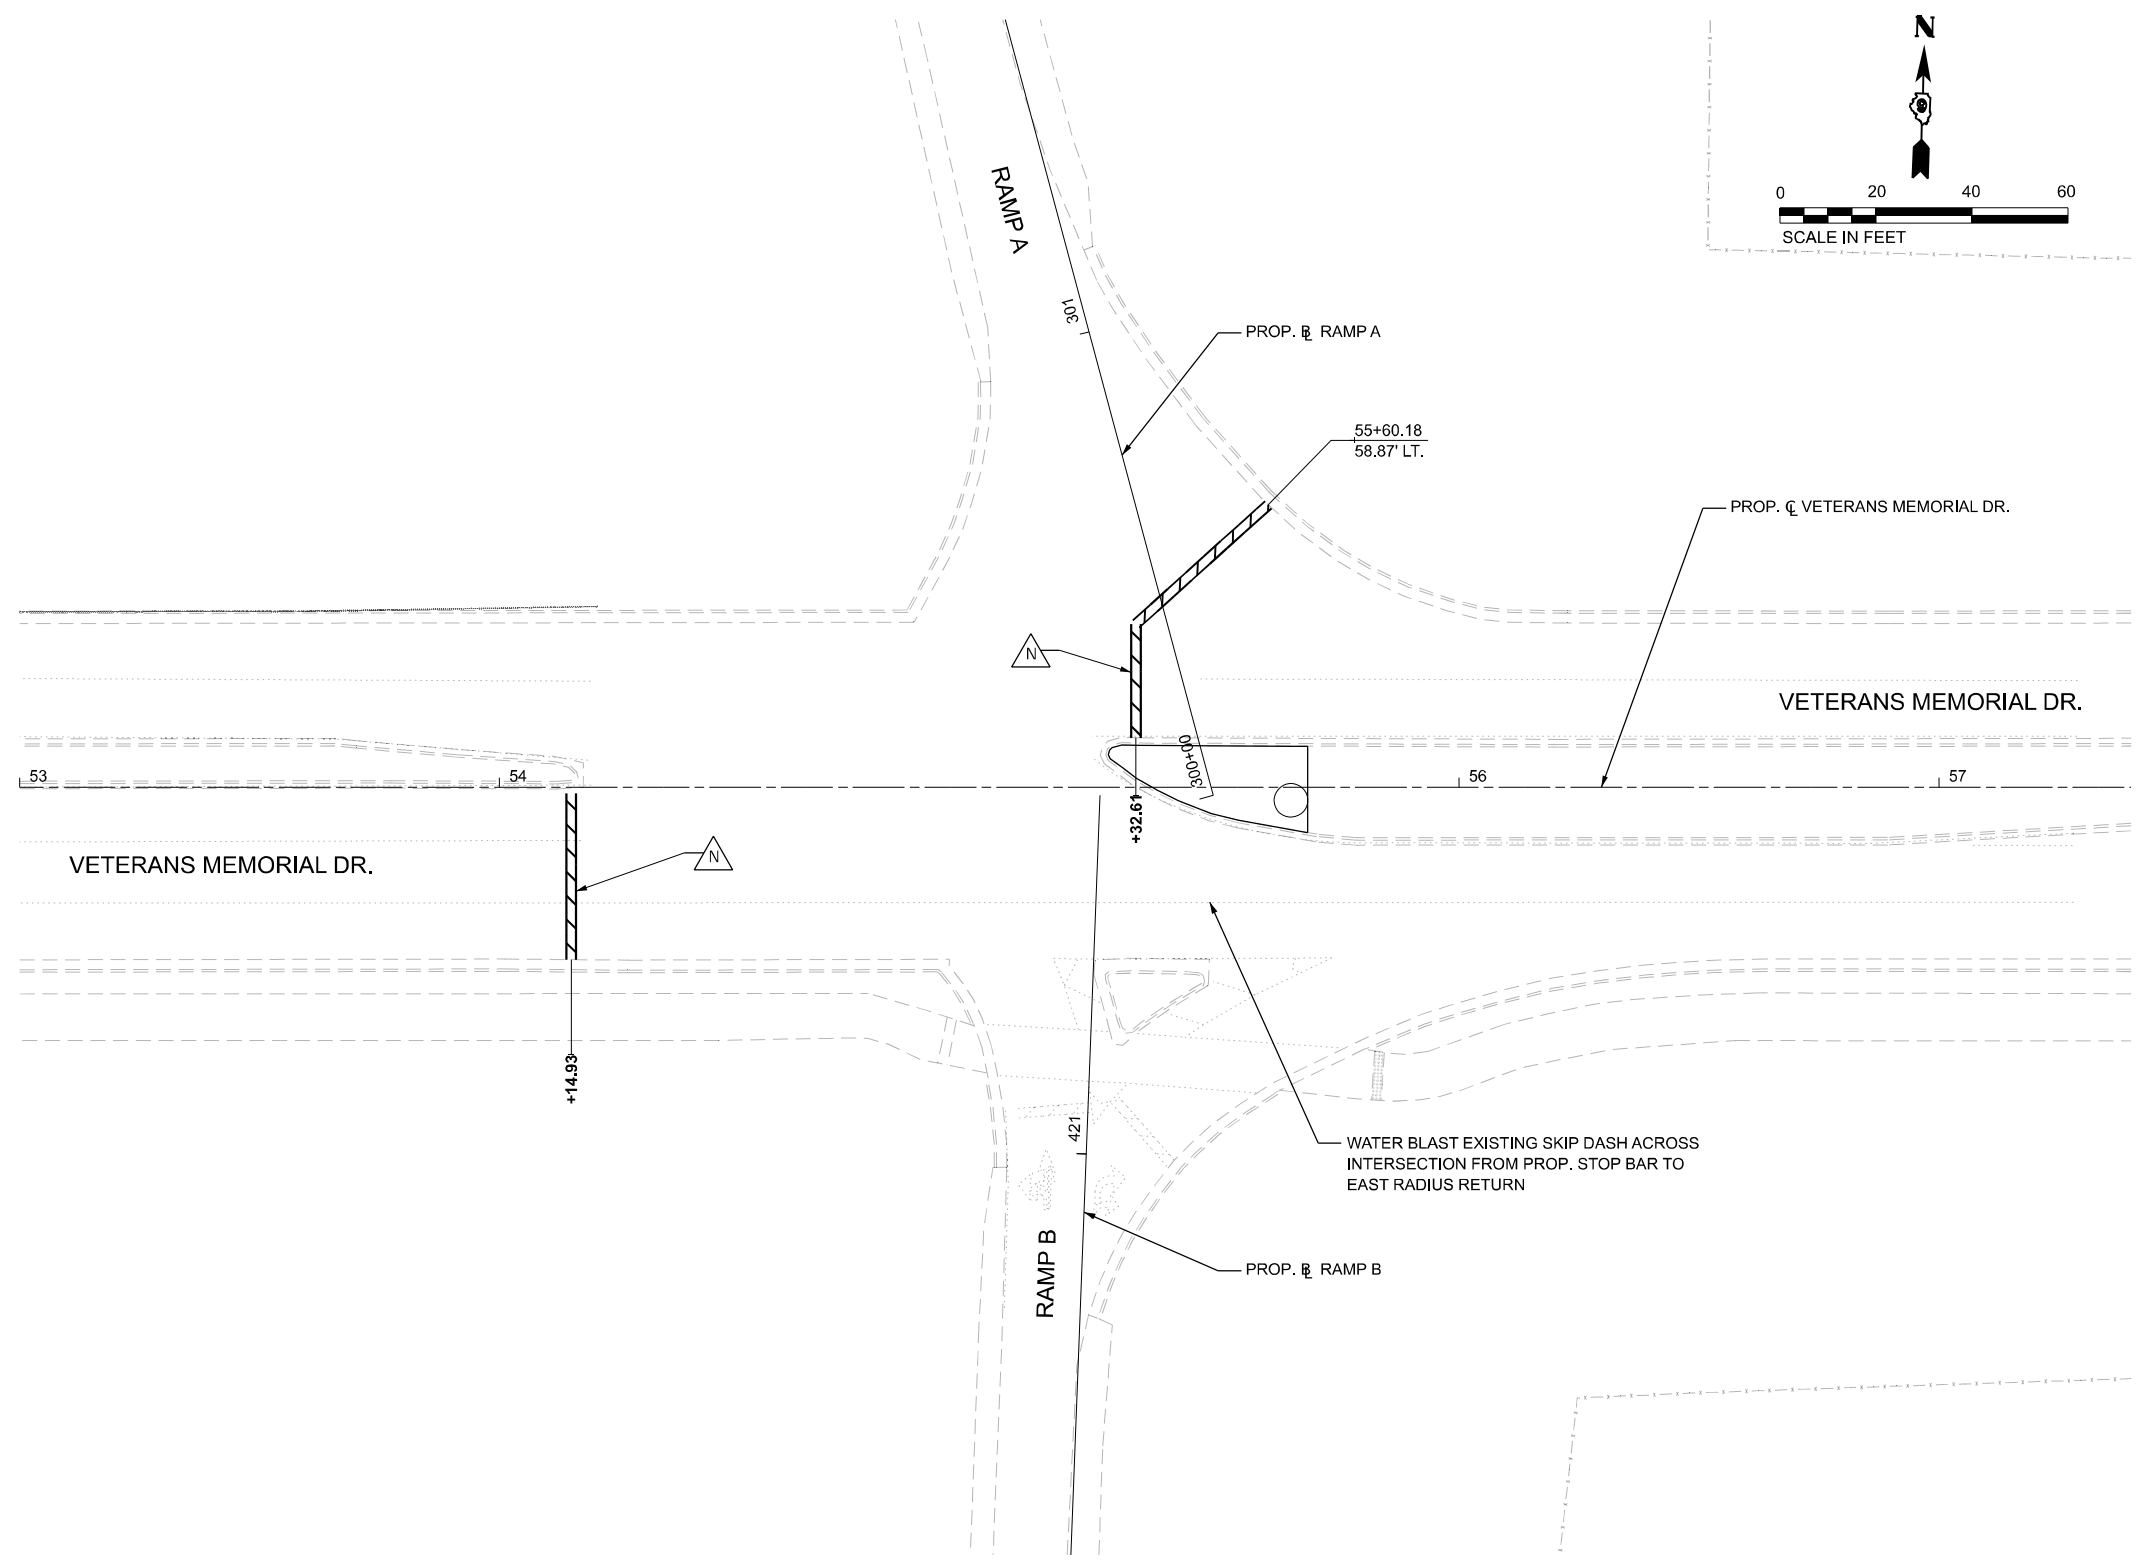 N
0 20 40 60
SCALE IN FEET
RAMP A
301
PROP. ℄ RAMP A
55+60.18
58.87' LT.
PROP. ℄ VETERANS MEMORIAL DR.
N
VETERANS MEMORIAL DR.
300+00
53 54 56 57
+32.61
VETERANS MEMORIAL DR.
N
+14.93
421
WATER BLAST EXISTING SKIP DASH ACROSS
INTERSECTION FROM PROP. STOP BAR TO
EAST RADIUS RETURN
RAMP B
PROP. ℄ RAMP B